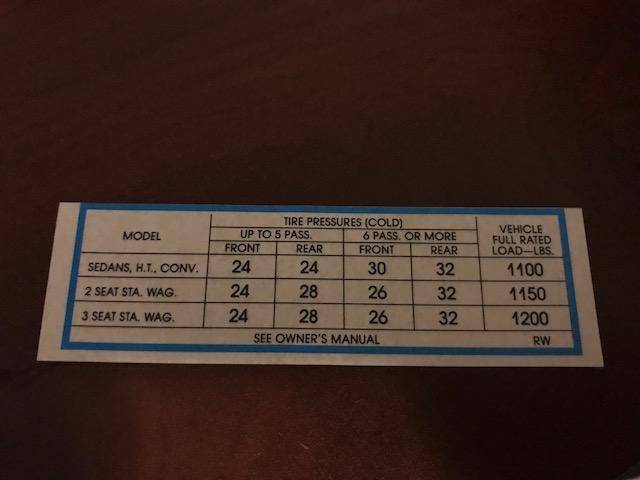 MODEL TIRE PRESSURES (COLD) VEHICLE FULL RATED LOAD—LBS.
UP TO 5 PASS. 6 PASS. OR MORE
FRONT REAR FRONT REAR
SEDANS, H.T., CONV. 24 24 30 32 1100
2 SEAT STA. WAG. 24 28 26 32 1150
3 SEAT STA. WAG. 24 28 26 32 1200
SEE OWNER'S MANUAL RW